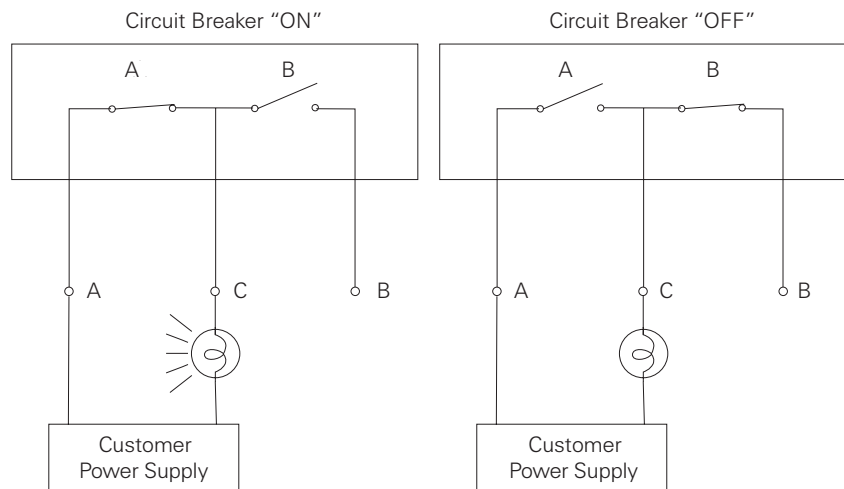 Circuit Breaker “ON”
A
B
A
C
B
Customer
Power Supply
Circuit Breaker “OFF”
A
B
A
C
B
Customer
Power Supply